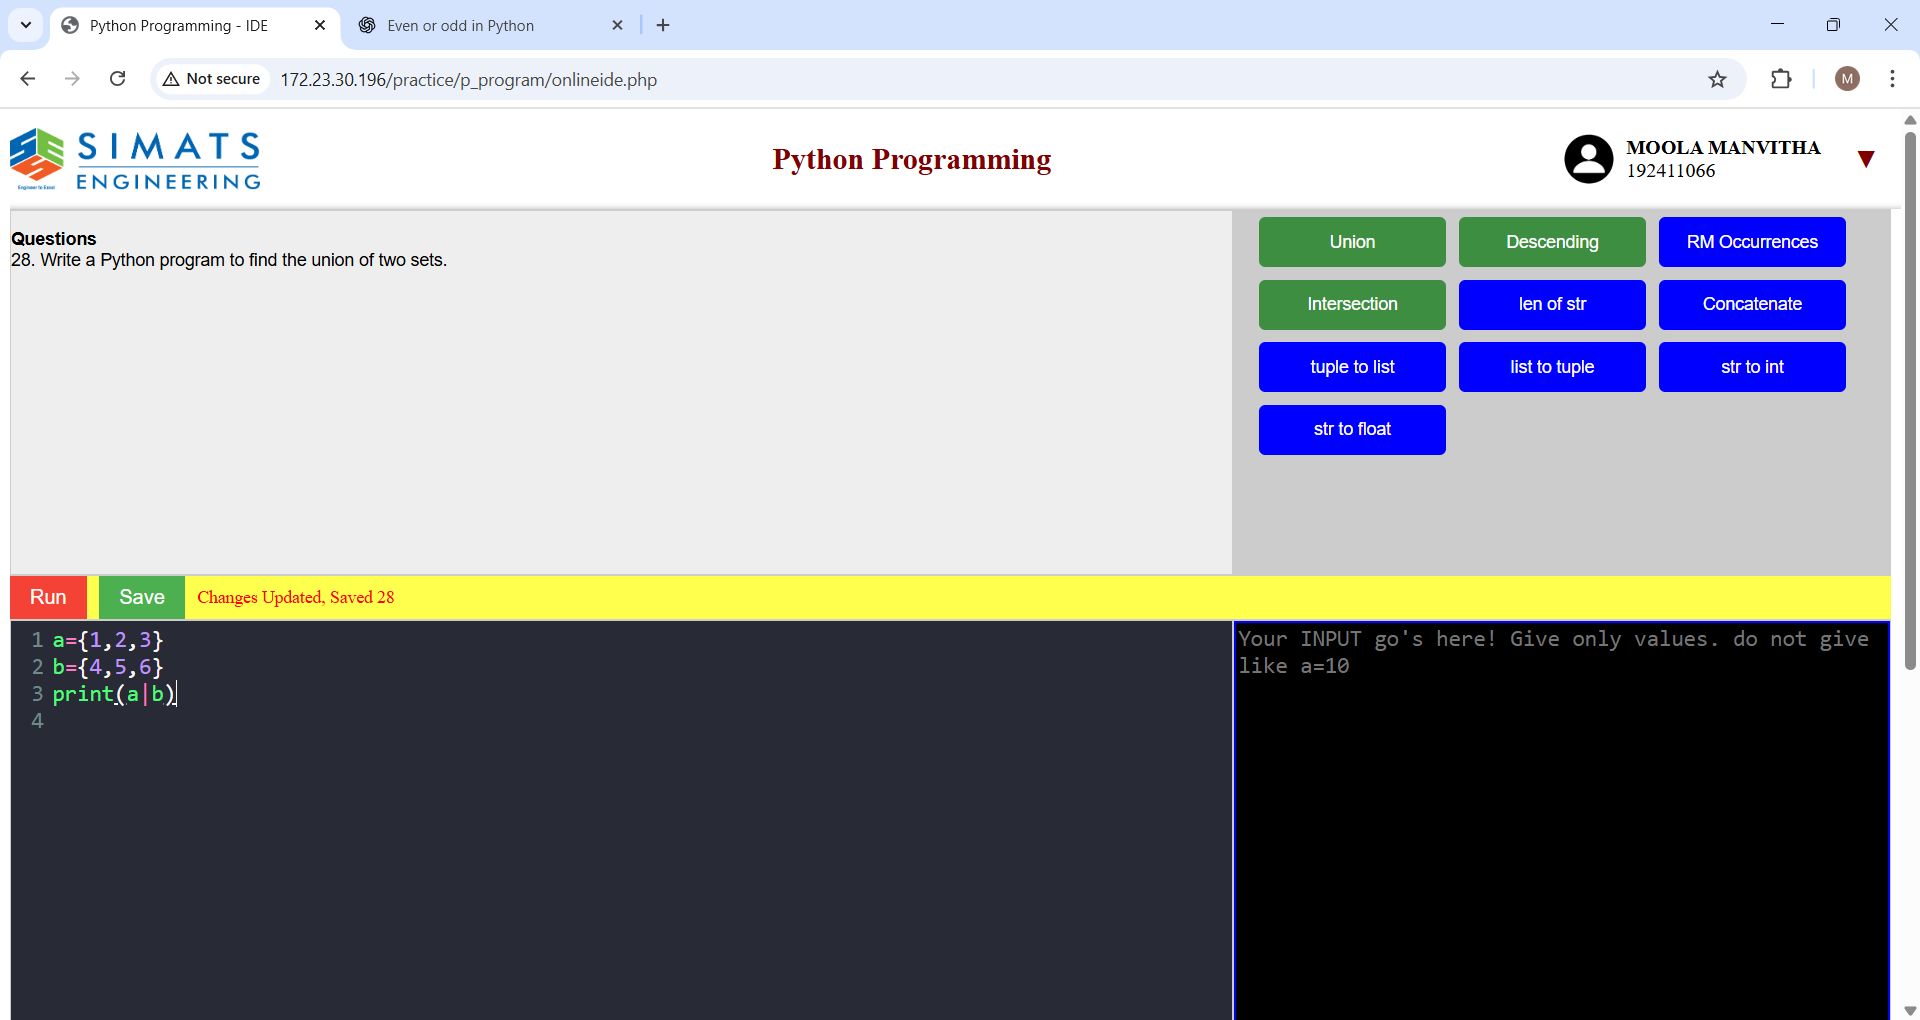 Python Programming - IDE
Even or odd in Python
Not secure
172.23.30.196/practice/p_program/onlineide.php
M
SIMATS
ENGINEERING
Engineer to Excel
Python Programming
MOOLA MANVITHA
192411066
Questions
28. Write a Python program to find the union of two sets.
Union
Descending
RM Occurrences
Intersection
len of str
Concatenate
tuple to list
list to tuple
str to int
str to float
Run
Save
Changes Updated, Saved 28
1 a={1,2,3}
2 b={4,5,6}
3 print(a|b)
4
Your INPUT go's here! Give only values. do not give
like a=10